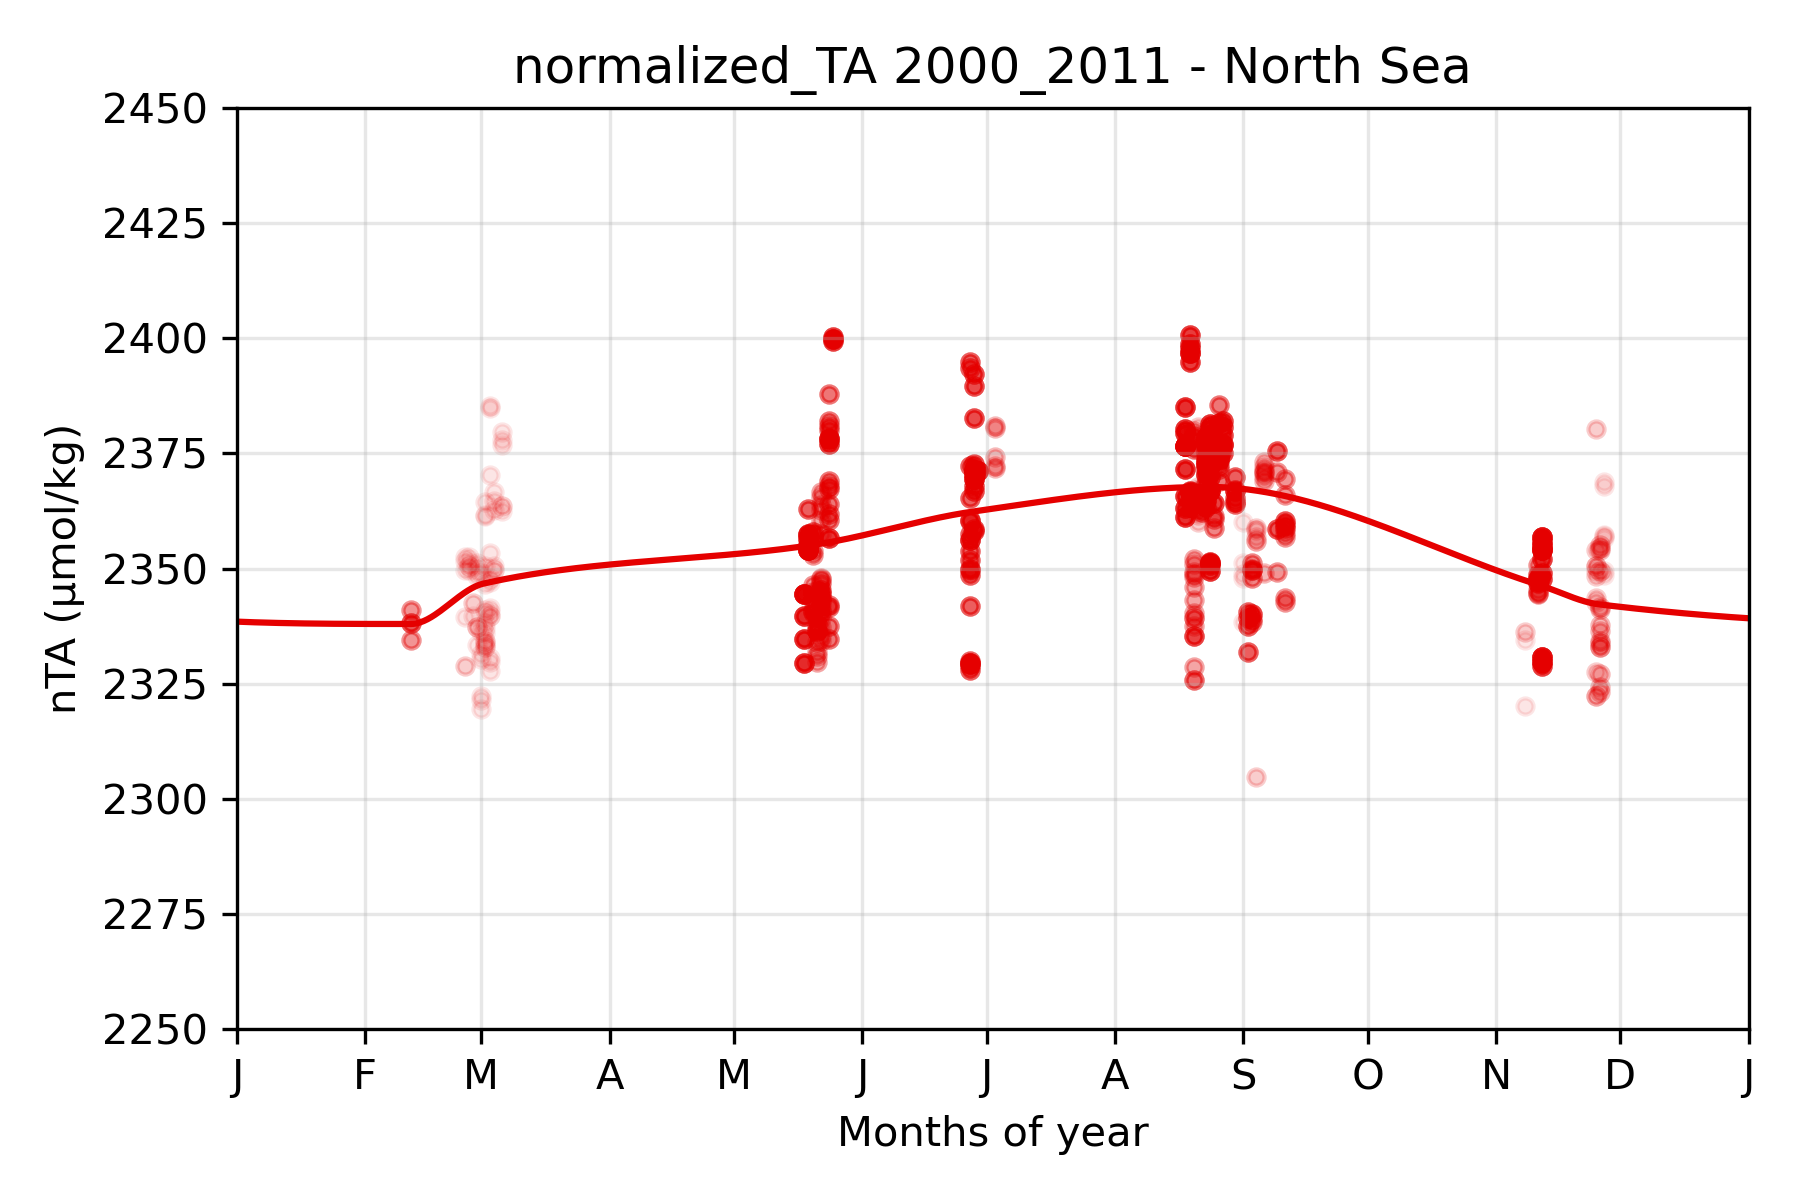 normalized_TA 2000_2011 - North Sea
nTA (µmol/kg)
2450
2425
2400
2375
2350
2325
2300
2275
2250
J F M A M J J A S O N D J
Months of year